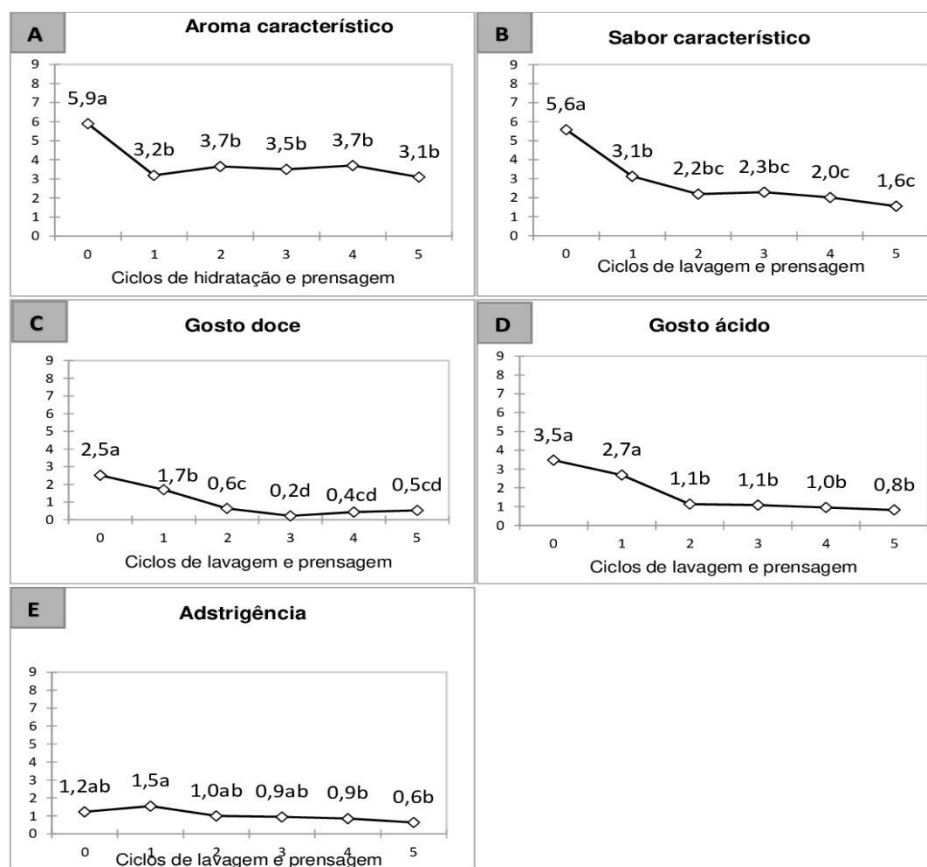 A
Aroma característico
9
8
7
6
5
4
3
2
1
0
5,9a
3,2b
3,7b
3,5b
3,7b
3,1b
0 1 2 3 4 5
Ciclos de hidratação e prensagem
B
Sabor característico
9
8
7
6
5
4
3
2
1
0
5,6a
3,1b
2,2bc
2,3bc
2,0c
1,6c
0 1 2 3 4 5
Ciclos de lavagem e prensagem
C
Gosto doce
9
8
7
6
5
4
3
2
1
0
2,5a
1,7b
0,6c
0,2d
0,4cd
0,5cd
0 1 2 3 4 5
Ciclos de lavagem e prensagem
D
Gosto ácido
9
8
7
6
5
4
3
2
1
0
3,5a
2,7a
1,1b
1,1b
1,0b
0,8b
0 1 2 3 4 5
Ciclos de lavagem e prensagem
E
Adstrigência
9
8
7
6
5
4
3
2
1
0
1,2ab
1,5a
1,0ab
0,9ab
0,9b
0,6b
0 1 2 3 4 5
Ciclos de lavagem e prensagem